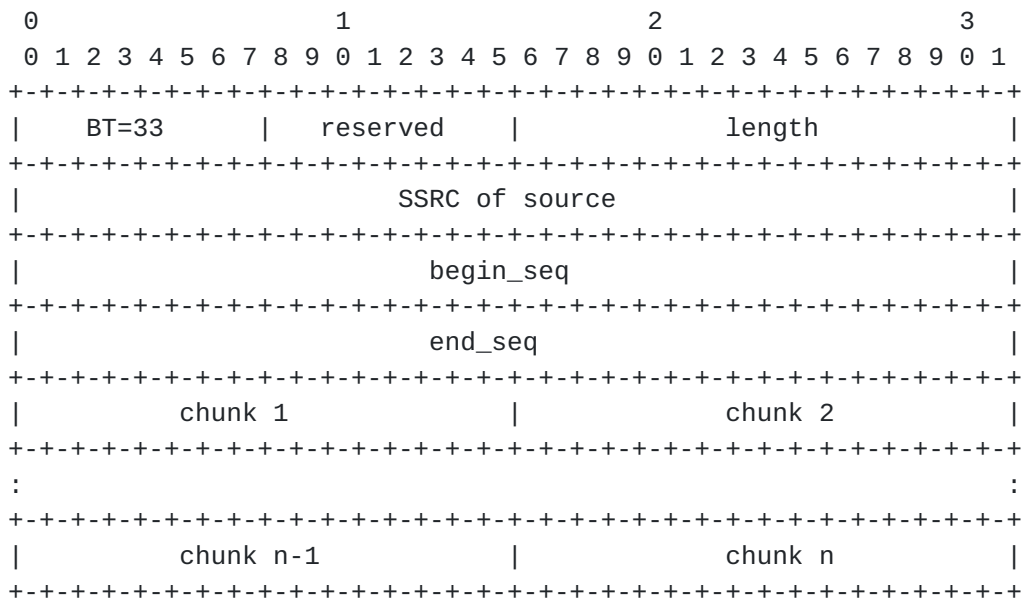 0                   1                   2                   3
 0 1 2 3 4 5 6 7 8 9 0 1 2 3 4 5 6 7 8 9 0 1 2 3 4 5 6 7 8 9 0 1
+-+-+-+-+-+-+-+-+-+-+-+-+-+-+-+-+-+-+-+-+-+-+-+-+-+-+-+-+-+-+-+-+
|    BT=33      |   reserved    |             length            |
+-+-+-+-+-+-+-+-+-+-+-+-+-+-+-+-+-+-+-+-+-+-+-+-+-+-+-+-+-+-+-+-+
|                        SSRC of source                         |
+-+-+-+-+-+-+-+-+-+-+-+-+-+-+-+-+-+-+-+-+-+-+-+-+-+-+-+-+-+-+-+-+
|                          begin_seq                            |
+-+-+-+-+-+-+-+-+-+-+-+-+-+-+-+-+-+-+-+-+-+-+-+-+-+-+-+-+-+-+-+-+
|                          end_seq                              |
+-+-+-+-+-+-+-+-+-+-+-+-+-+-+-+-+-+-+-+-+-+-+-+-+-+-+-+-+-+-+-+-+
|          chunk 1              |             chunk 2           |
+-+-+-+-+-+-+-+-+-+-+-+-+-+-+-+-+-+-+-+-+-+-+-+-+-+-+-+-+-+-+-+-+
:                                                               :
+-+-+-+-+-+-+-+-+-+-+-+-+-+-+-+-+-+-+-+-+-+-+-+-+-+-+-+-+-+-+-+-+
|          chunk n-1            |             chunk n           |
+-+-+-+-+-+-+-+-+-+-+-+-+-+-+-+-+-+-+-+-+-+-+-+-+-+-+-+-+-+-+-+-+